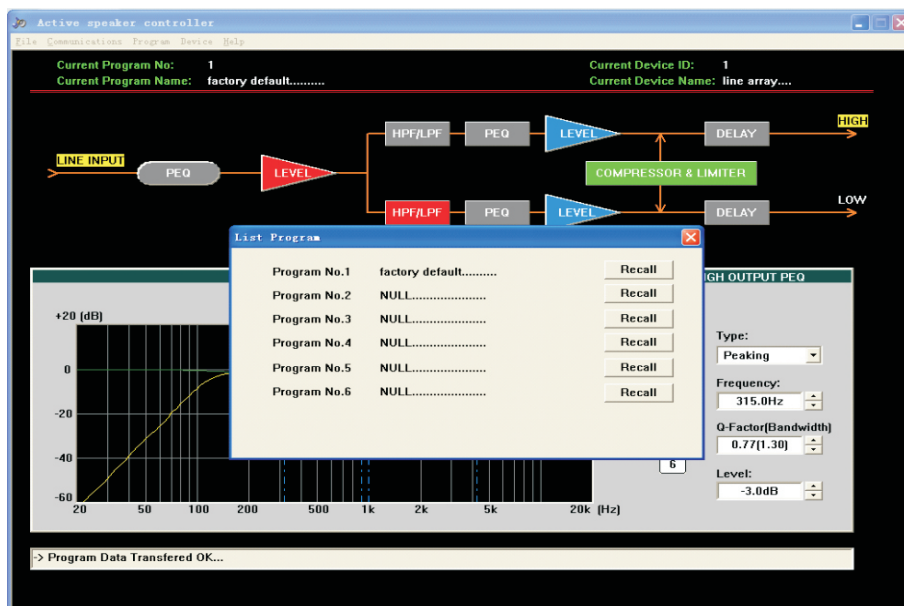 Active speaker controller
File Communications Program Device Help
Current Program No: 1
Current Device ID: 1
Current Program Name: factory default..........
Current Device Name: line array....
HPF/LPF PEQ LEVEL DELAY HIGH
LINE INPUT
PEQ LEVEL COMPRESSOR & LIMITER
HPF/LPF PEQ LEVEL DELAY LOW
List Program
Program No.1 factory default.......... Recall
Program No.2 NULL..................... Recall
Program No.3 NULL..................... Recall
Program No.4 NULL..................... Recall
Program No.5 NULL..................... Recall
Program No.6 NULL..................... Recall
GH OUTPUT PEQ
+20 (dB)
0
-20
-40
-60
20 50 100 200 500 1k 2k 5k 20k (Hz)
6
Type:
Peaking
Frequency:
315.0Hz
Q-Factor(Bandwidth)
0.77(1.30)
Level:
-3.0dB
-> Program Data Transfered OK...